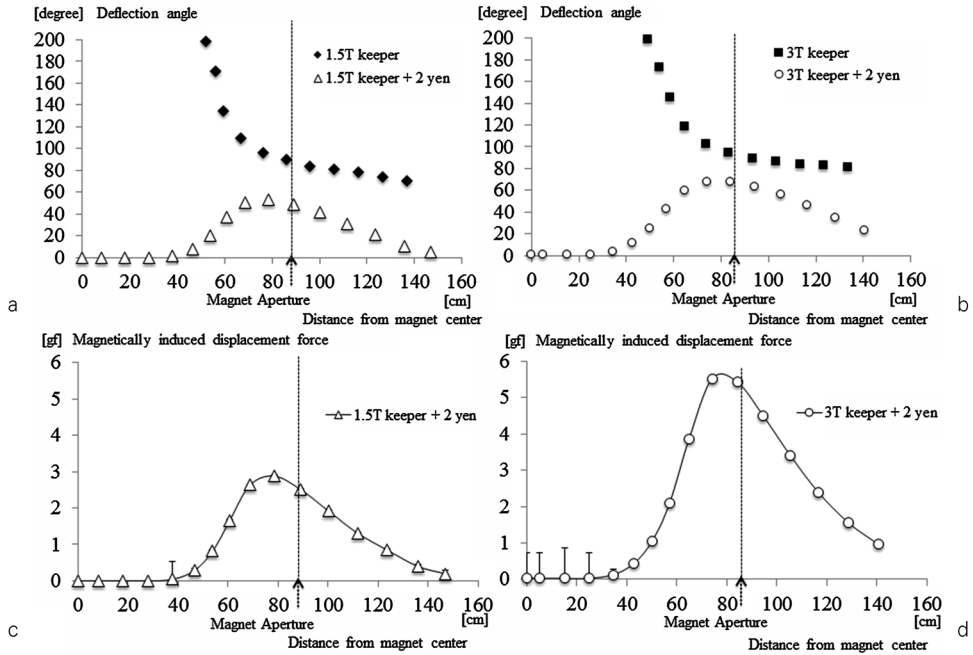 [degree] Deflection angle
200
180
160
140
120
100
80
60
40
20
0
1.5T keeper
1.5T keeper + 2 yen
0 20 40 60 80 100 120 140 160
Magnet Aperture [cm]
Distance from magnet center
a
[degree] Deflection angle
200
180
160
140
120
100
80
60
40
20
0
3T keeper
3T keeper + 2 yen
0 20 40 60 80 100 120 140 160
Magnet Aperture [cm]
Distance from magnet center
b
[gf] Magnetically induced displacement force
6
5
4
3
2
1
0
1.5T keeper + 2 yen
0 20 40 60 80 100 120 140 160
Magnet Aperture [cm]
Distance from magnet center
c
[gf] Magnetically induced displacement force
6
5
4
3
2
1
0
3T keeper + 2 yen
0 20 40 60 80 100 120 140 160
Magnet Aperture [cm]
Distance from magnet center
d